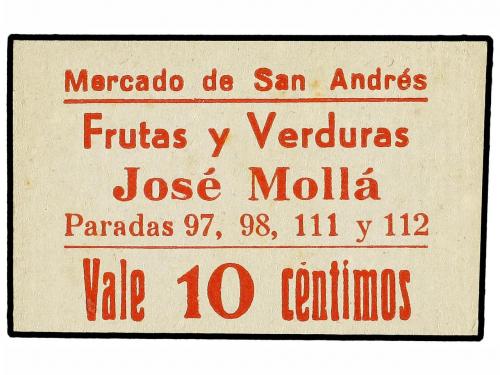 Mercado de San Andrés
Frutas y Verduras
José Mollá
Paradas 97, 98, 111 y 112
Vale 10 céntimos